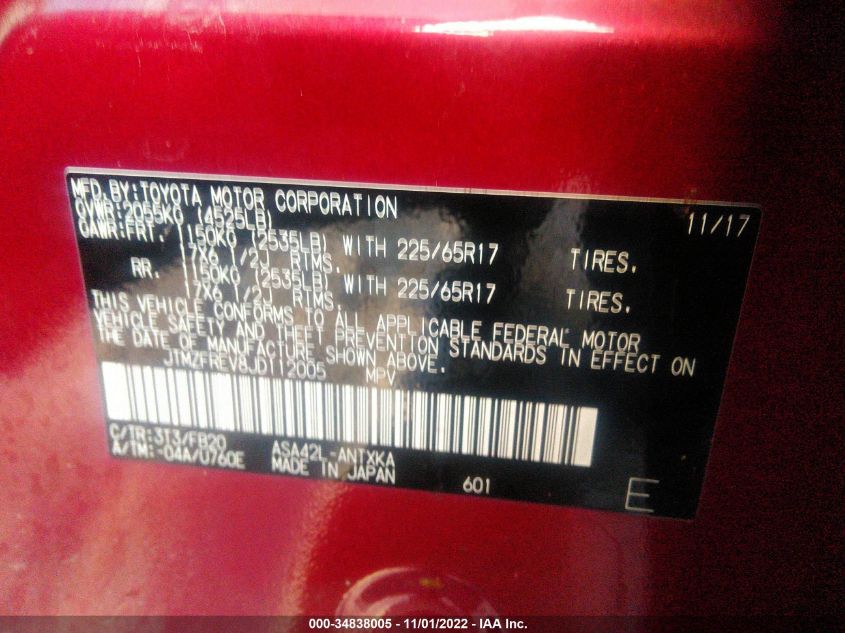 MFD.BY:TOYOTA MOTOR CORPORATION 11/17
GVWR:2055KG (4525LB)
GAWR:FRT. 1150KG (2535LB) WITH 225/65R17 TIRES,
17X6 1/2J RIMS.
RR. 1150KG (2535LB) WITH 225/65R17 TIRES,
17X6 1/2J RIMS.
THIS VEHICLE CONFORMS TO ALL APPLICABLE FEDERAL MOTOR
VEHICLE SAFETY AND THEFT PREVENTION STANDARDS IN EFFECT ON
THE DATE OF MANUFACTURE SHOWN ABOVE.
JTMZFREV8JD112005 MPV
C/TR:3T3/FB20 ASA42L-ANTXKA
A/TM:-04A/U760E MADE IN JAPAN 601 E
000-34838005 - 11/01/2022 - IAA Inc.